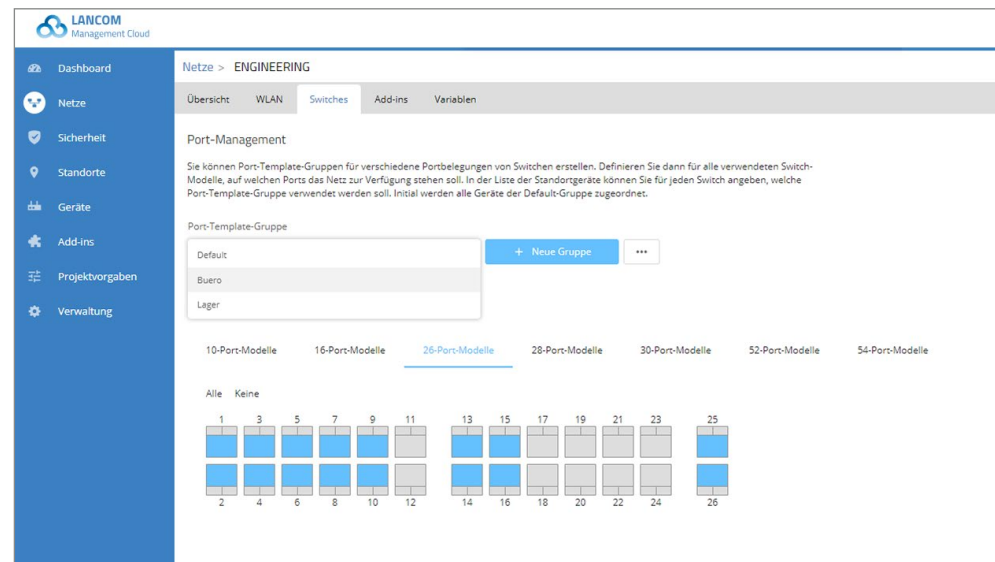 LANCOM
Management Cloud
Dashboard
Netze
Sicherheit
Standorte
Geräte
Add-ins
Projektvorgaben
Verwaltung
Netze > ENGINEERING
Übersicht WLAN Switches Add-ins Variablen
Port-Management
Sie können Port-Template-Gruppen für verschiedene Portbelegungen von Switchen erstellen. Definieren Sie dann für alle verwendeten Switch-
Modelle, auf welchen Ports das Netz zur Verfügung stehen soll. In der Liste der Standortgeräte können Sie für jeden Switch angeben, welche
Port-Template-Gruppe verwendet werden soll. Initial werden alle Geräte der Default-Gruppe zugeordnet.
Port-Template-Gruppe
Default
Buero
Lager
+ Neue Gruppe ...
10-Port-Modelle 16-Port-Modelle 26-Port-Modelle 28-Port-Modelle 30-Port-Modelle 52-Port-Modelle 54-Port-Modelle
Alle Keine
1 3 5 7 9 11 13 15 17 19 21 23 25
2 4 6 8 10 12 14 16 18 20 22 24 26